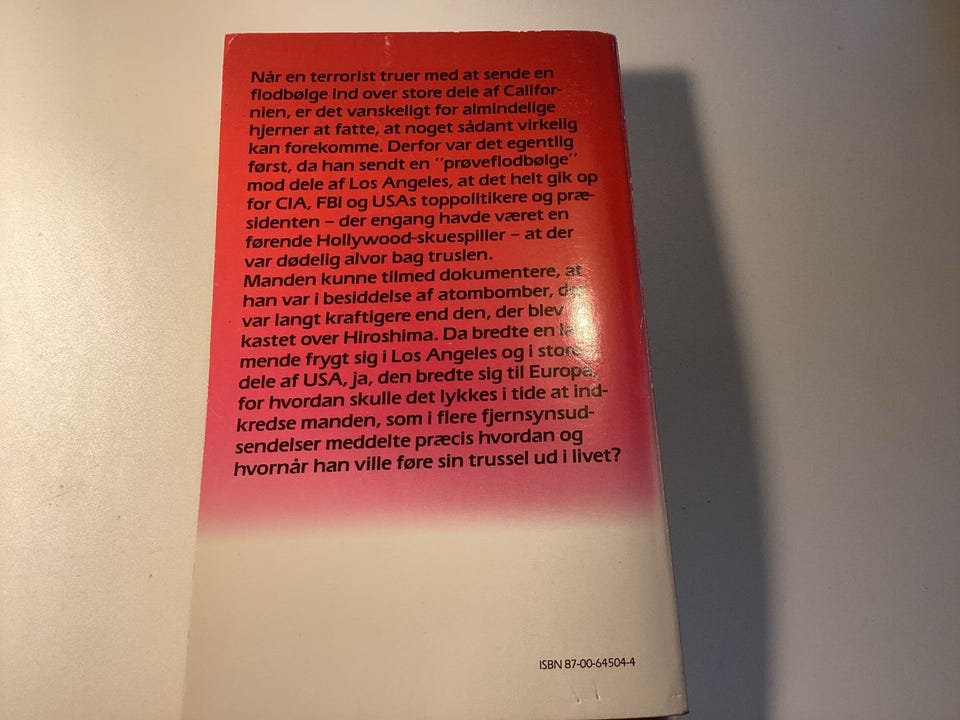 Når en terrorist truer med at sende en
flodbølge ind over store dele af Califor-
nien, er det vanskeligt for almindelige
hjerner at fatte, at noget sådant virkelig
kan forekomme. Derfor var det egentlig
først, da han sendt en "prøveflodbølge"
mod dele af Los Angeles, at det helt gik op
for CIA, FBI og USAs toppolitikere og præ-
sidenten – der engang havde været en
førende Hollywood-skuespiller – at der
var dødelig alvor bag truslen.
Manden kunne tilmed dokumentere, at
han var i besiddelse af atombomber,
var langt kraftigere end den, der blev
kastet over Hiroshima. Da bredte en
mende frygt sig i Los Angeles og i store
dele af USA, ja, den bredte sig til Europa,
for hvordan skulle det lykkes i tide at ind-
kredse manden, som i flere fjernsynsud-
sendelser meddelte præcis hvordan og
hvornår han ville føre sin trussel ud i livet?
ISBN 87-00-64504-4